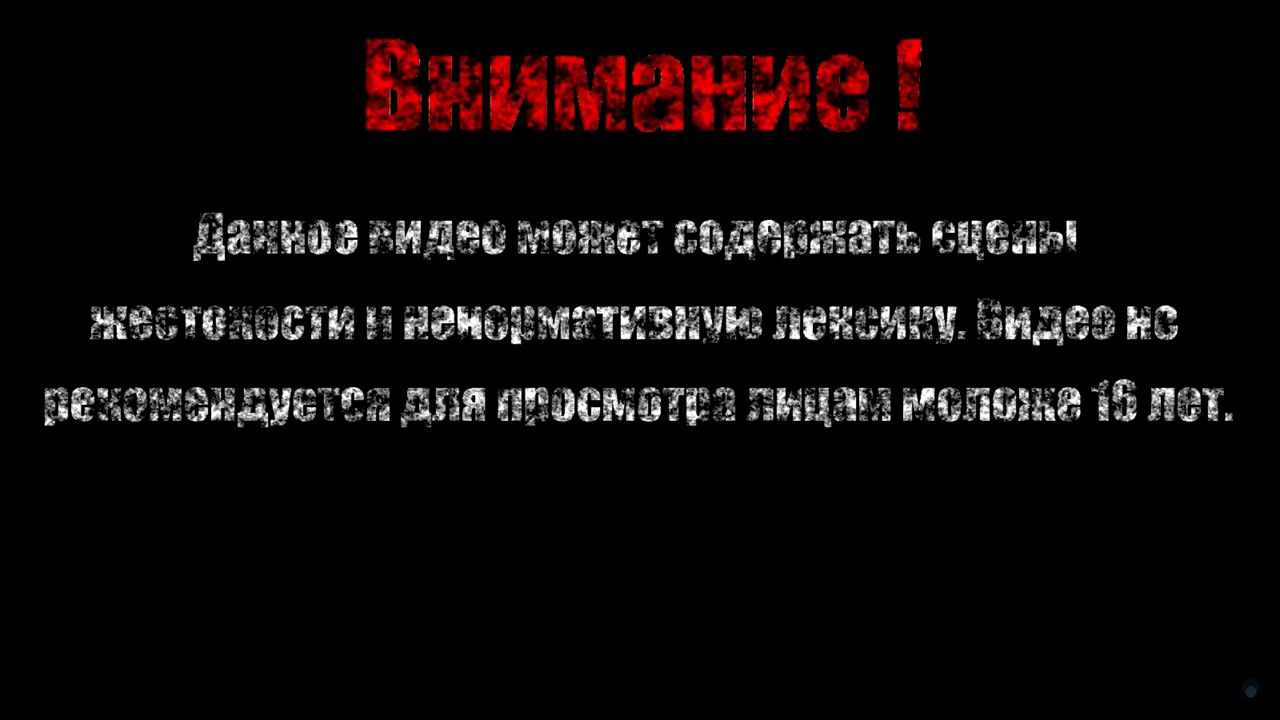 Внимание !
Данное видео может содержать сцены
жестокости и ненормативную лексику. Видео не
рекомендуется для просмотра лицам моложе 16 лет.